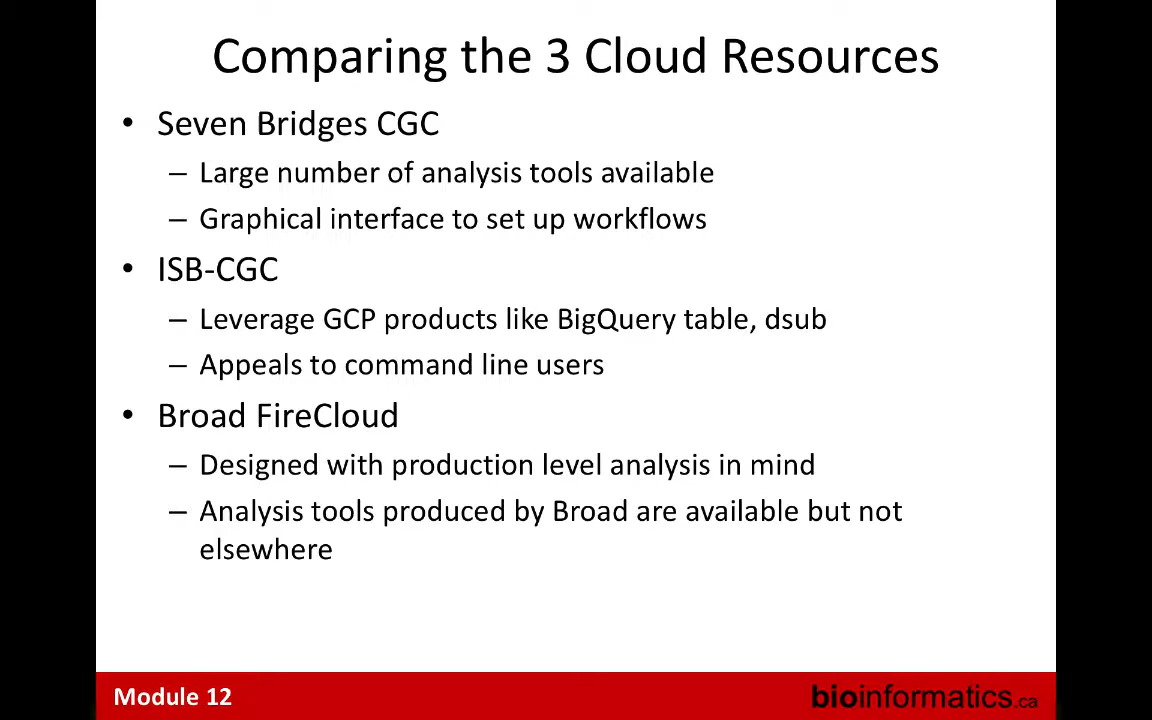 Comparing the 3 Cloud Resources
• Seven Bridges CGC
– Large number of analysis tools available
– Graphical interface to set up workflows
• ISB-CGC
– Leverage GCP products like BigQuery table, dsub
– Appeals to command line users
• Broad FireCloud
– Designed with production level analysis in mind
– Analysis tools produced by Broad are available but not
elsewhere
Module 12
bioinformatics.ca